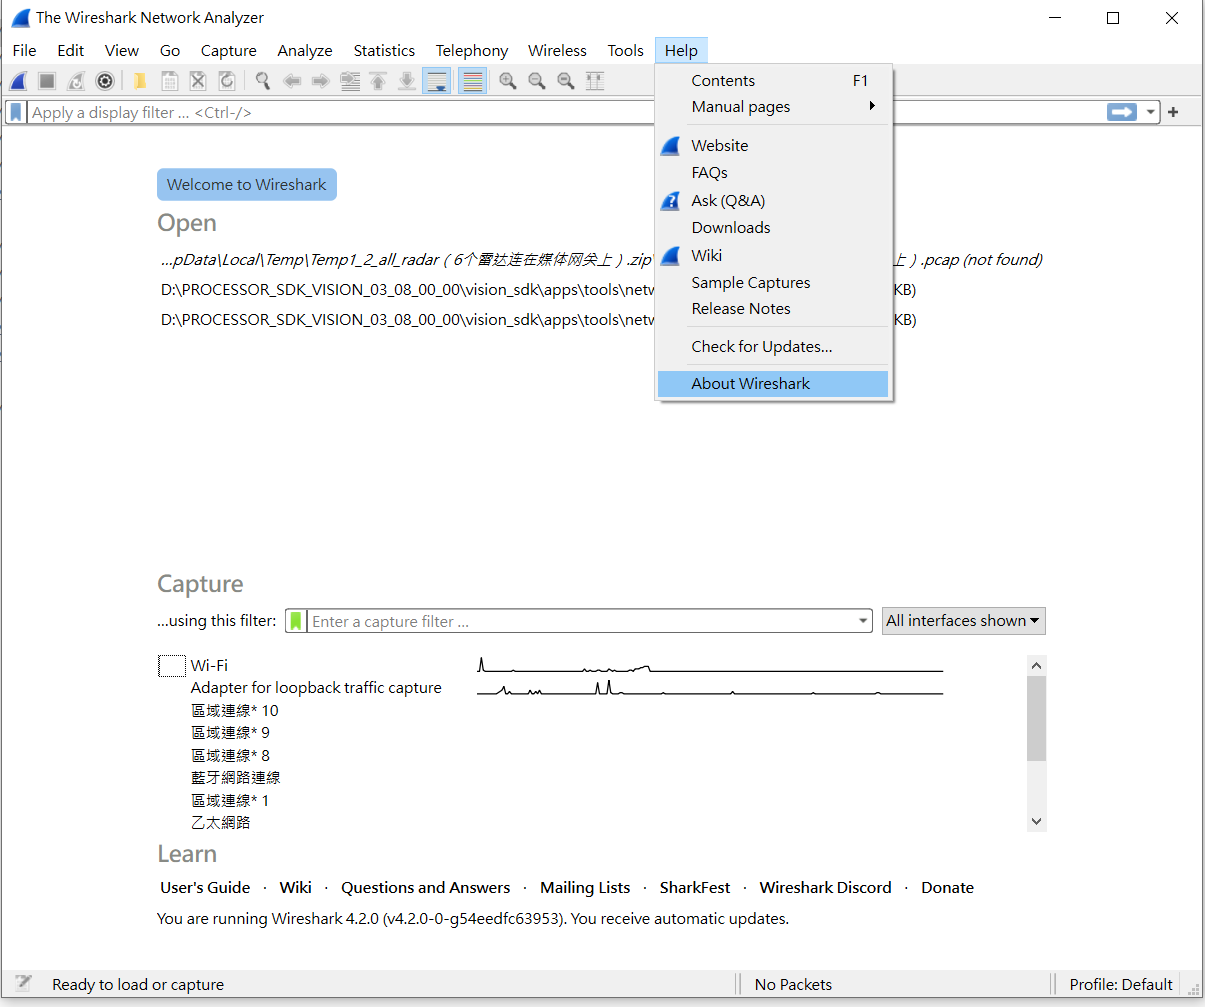 The Wireshark Network Analyzer
File Edit View Go Capture Analyze Statistics Telephony Wireless Tools Help
Apply a display filter ... <Ctrl-/>
Contents F1
Manual pages
Website
FAQs
Ask (Q&A)
Downloads
Wiki
Sample Captures
Release Notes
Check for Updates...
About Wireshark
Welcome to Wireshark
Open
...pData\Local\Temp\Temp1_2_all_radar（6个雷达连在媒体网关上）.zip 上）.pcap (not found)
D:\PROCESSOR_SDK_VISION_03_08_00_00\vision_sdk\apps\tools\netw KB)
D:\PROCESSOR_SDK_VISION_03_08_00_00\vision_sdk\apps\tools\netw KB)
Capture
...using this filter: Enter a capture filter ... All interfaces shown
Wi-Fi
Adapter for loopback traffic capture
區域連線* 10
區域連線* 9
區域連線* 8
藍牙網路連線
區域連線* 1
乙太網路
Learn
User's Guide · Wiki · Questions and Answers · Mailing Lists · SharkFest · Wireshark Discord · Donate
You are running Wireshark 4.2.0 (v4.2.0-0-g54eedfc63953). You receive automatic updates.
Ready to load or capture No Packets Profile: Default